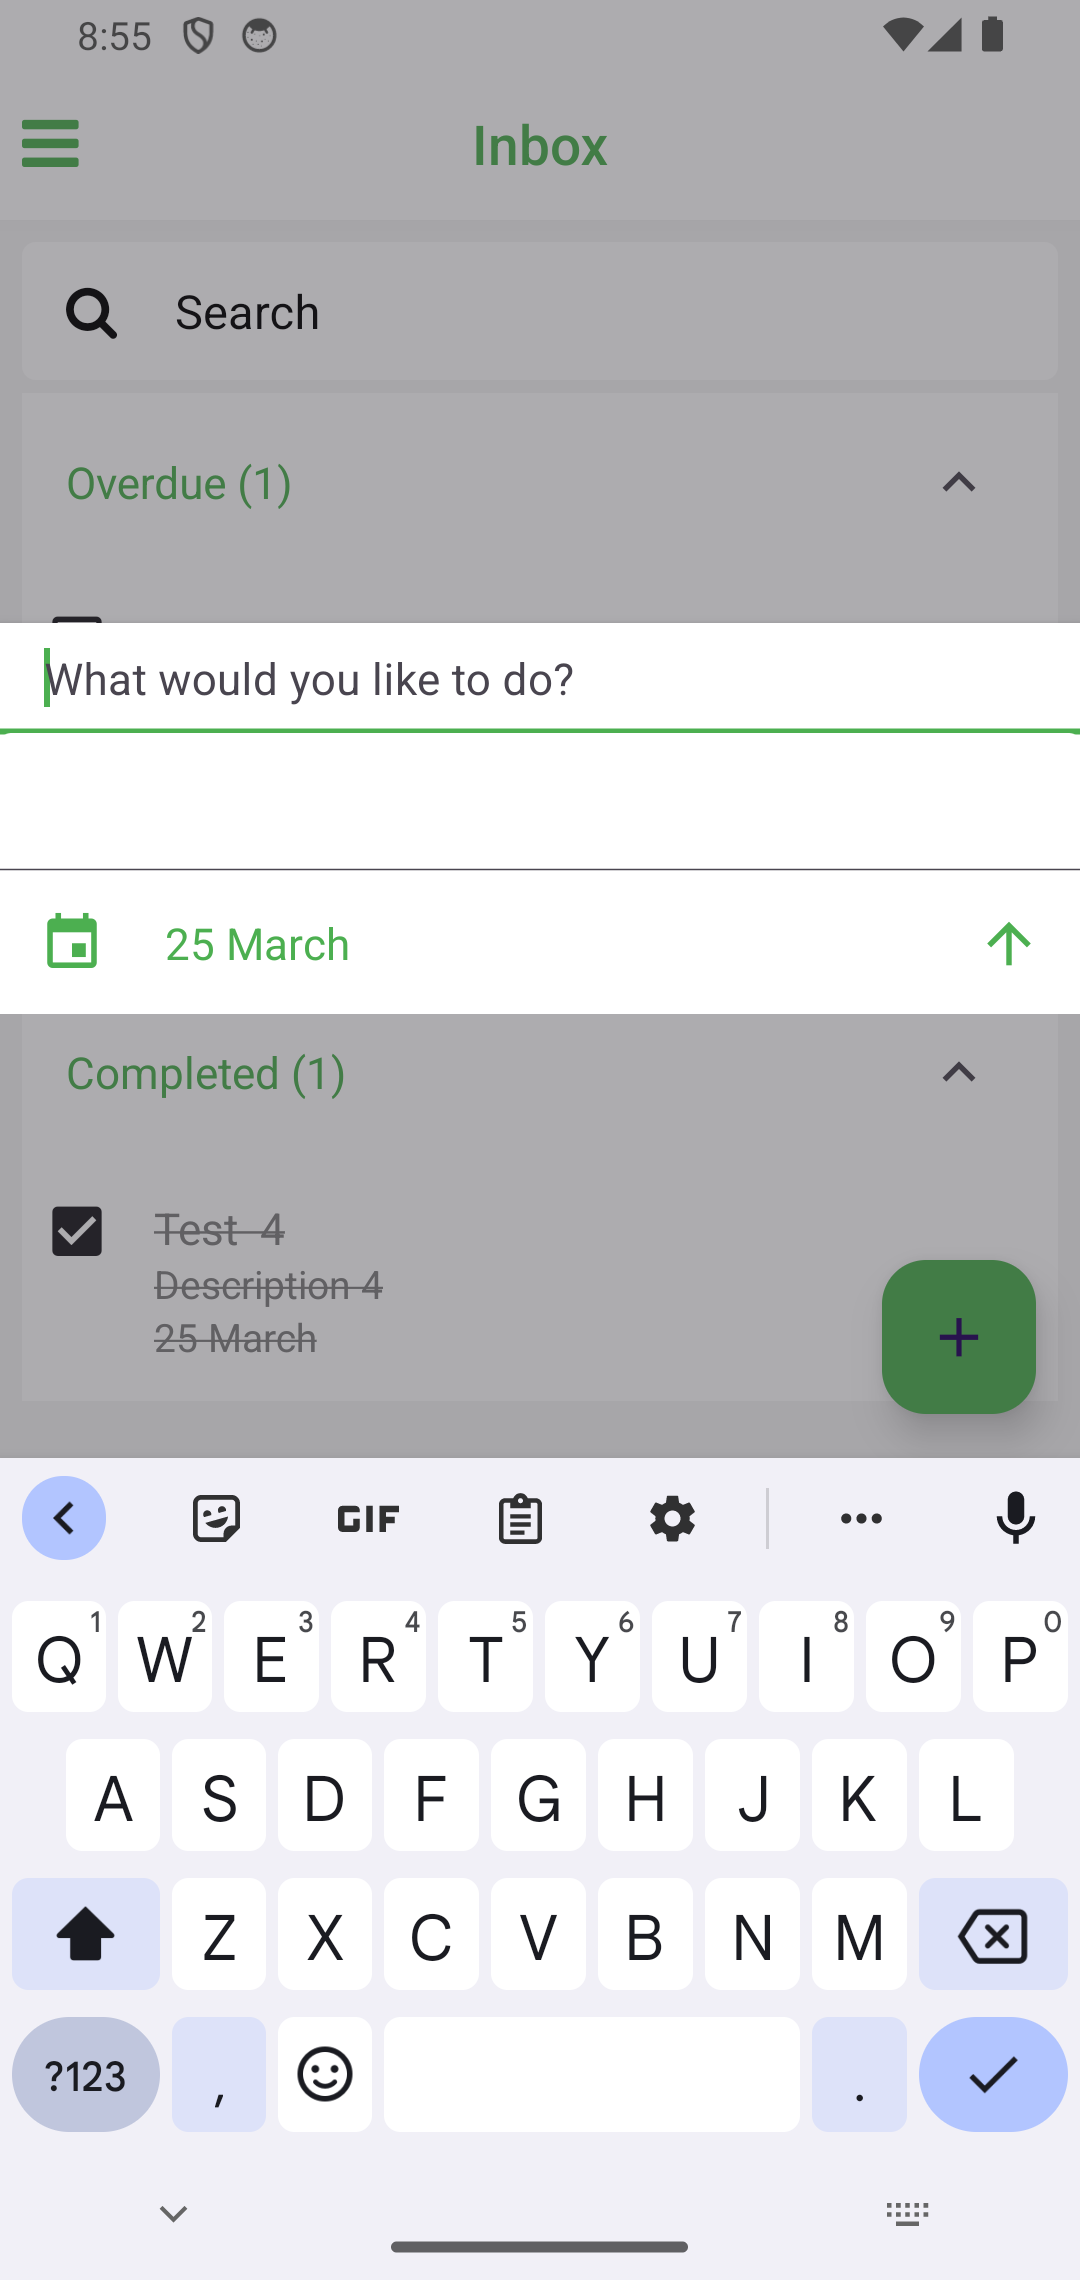 8:55
Inbox
Search
Overdue (1)
What would you like to do?
25 March
Completed (1)
Test 4
Description 4
25 March
GIF
Q 1 W 2 E 3 R 4 T 5 Y 6 U 7 I 8 O 9 P 0
A S D F G H J K L
Z X C V B N M
?123 , .